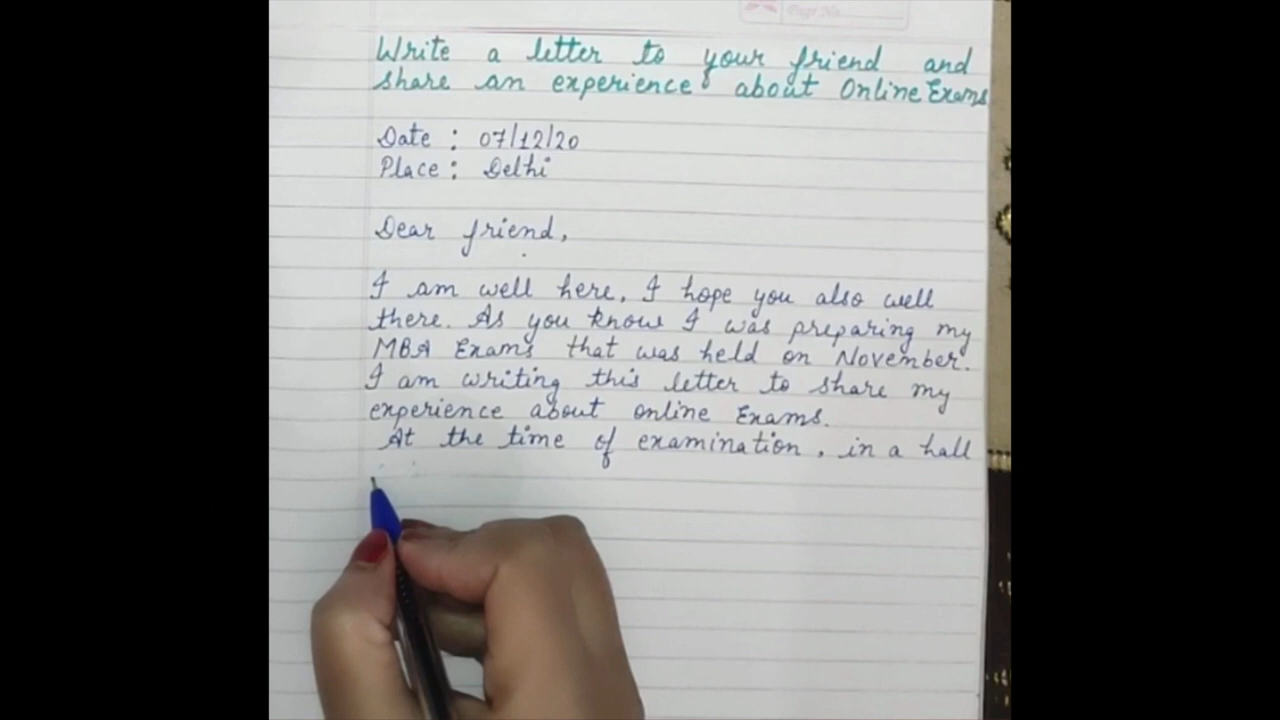 Page No.
Write a letter to your friend and
share an experience about Online Exams
Date : 07/12/20
Place : Delhi
Dear friend,
I am well here. I hope you also well
there. As you know I was preparing my
MBA Exams that was held on November.
I am writing this letter to share my
experience about online Exams.
At the time of examination, in a hall